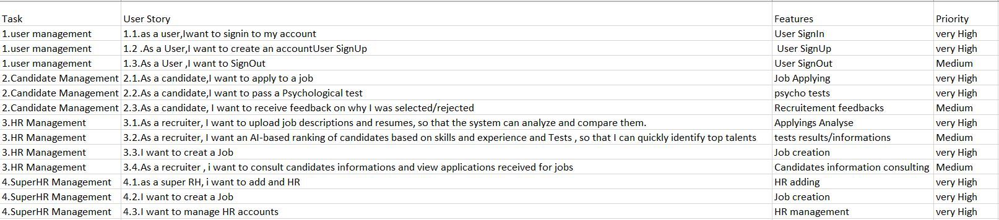 Task User Story Features Priority
1.user management 1.1.as a user,Iwant to signin to my account User SignIn very High
1.user management 1.2 .As a User,I want to create an accountUser SignUp User SignUp very High
1.user management 1.3.As a User ,I want to SignOut User SignOut Medium
2.Candidate Management 2.1.As a candidate,I want to apply to a job Job Applying very High
2.Candidate Management 2.2.As a candidate,I want to pass a Psychological test psycho tests very High
2.Candidate Management 2.3.As a candidate, I want to receive feedback on why I was selected/rejected Recruitement feedbacks Medium
3.HR Management 3.1.As a recruiter, I want to upload job descriptions and resumes, so that the system can analyze and compare them. Applyings Analyse very High
3.HR Management 3.2.As a recruiter, I want an AI-based ranking of candidates based on skills and experience and Tests , so that I can quickly identify top talents tests results/informations Medium
3.HR Management 3.3.I want to creat a Job Job creation very High
3.HR Management 3.4.As a recruiter , i want to consult candidates informations and view applications received for jobs Candidates information consulting Medium
4.SuperHR Management 4.1.as a super RH, i want to add and HR HR adding very High
4.SuperHR Management 4.2.I want to creat a Job Job creation very High
4.SuperHR Management 4.3.I want to manage HR accounts HR management very High